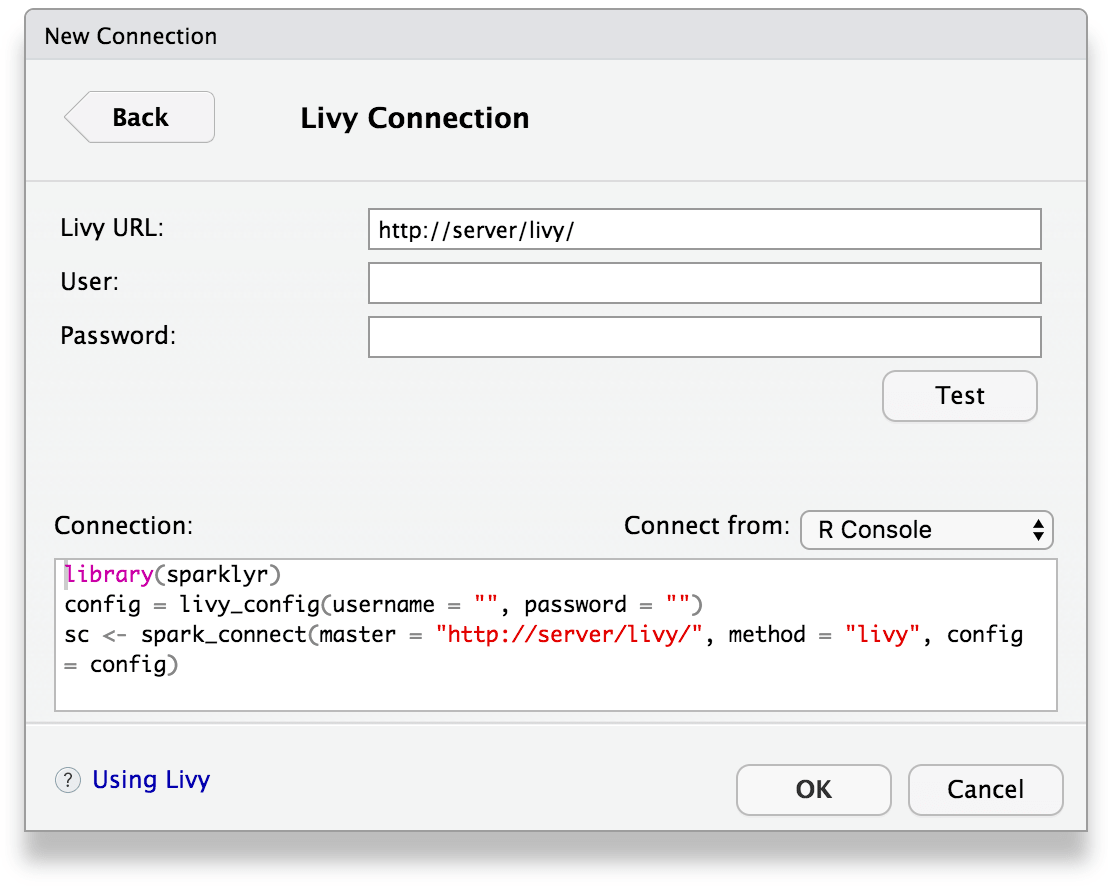 New Connection
Back
Livy Connection
Livy URL:
http://server/livy/
User:
Password:
Test
Connection:
Connect from:
R Console
library(sparklyr)
config = livy_config(username = "", password = "")
sc <- spark_connect(master = "http://server/livy/", method = "livy", config
= config)
? Using Livy
OK
Cancel